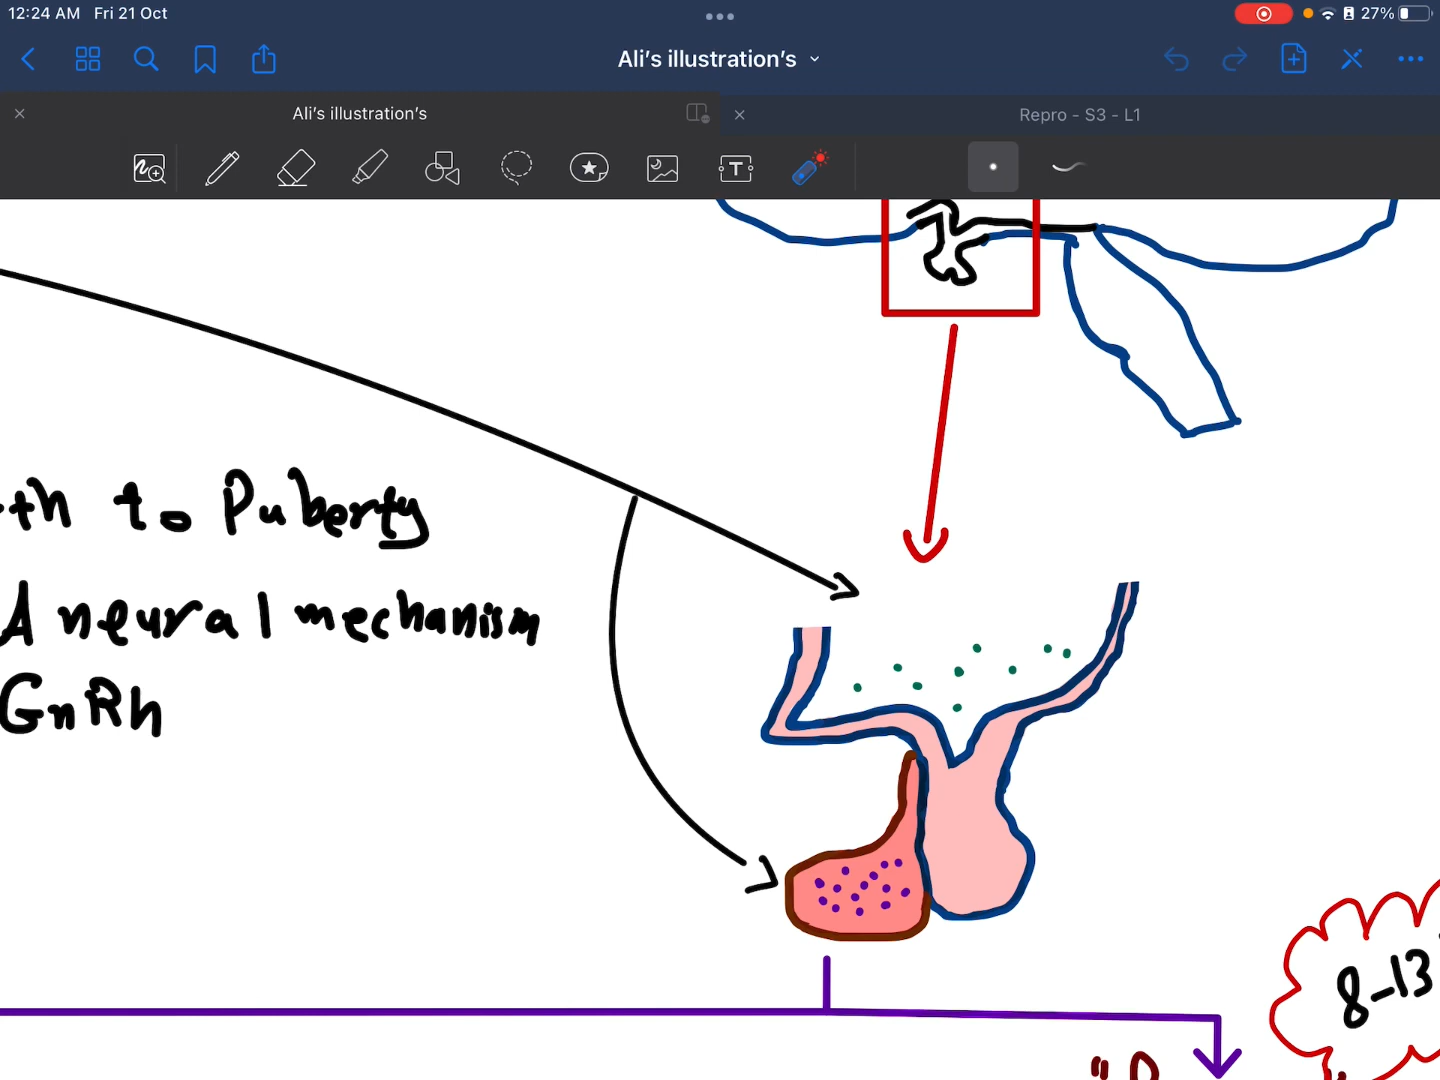 12:24 AM Fri 21 Oct
27%
Ali's illustration's
Ali's illustration's
Repro - S3 - L1
T
th to Puberty
A neural mechanism
GnRh
8-13